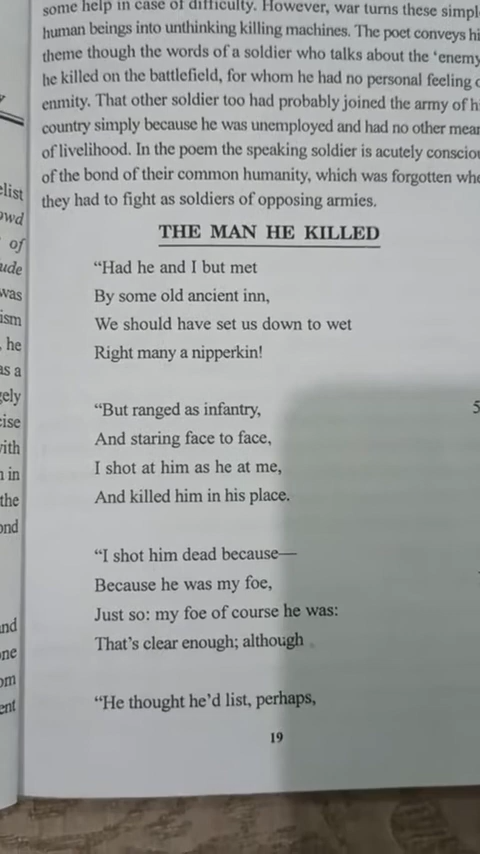 some help in case of difficulty. However, war turns these simpl
human beings into unthinking killing machines. The poet conveys hi
theme though the words of a soldier who talks about the 'enemy
he killed on the battlefield, for whom he had no personal feeling o
enmity. That other soldier too had probably joined the army of h
country simply because he was unemployed and had no other mean
of livelihood. In the poem the speaking soldier is acutely consciou
of the bond of their common humanity, which was forgotten whe
they had to fight as soldiers of opposing armies.
THE MAN HE KILLED
"Had he and I but met
By some old ancient inn,
We should have set us down to wet
Right many a nipperkin!
"But ranged as infantry,
5
And staring face to face,
I shot at him as he at me,
And killed him in his place.
"I shot him dead because—
Because he was my foe,
Just so: my foe of course he was:
That's clear enough; although
"He thought he'd list, perhaps,
19